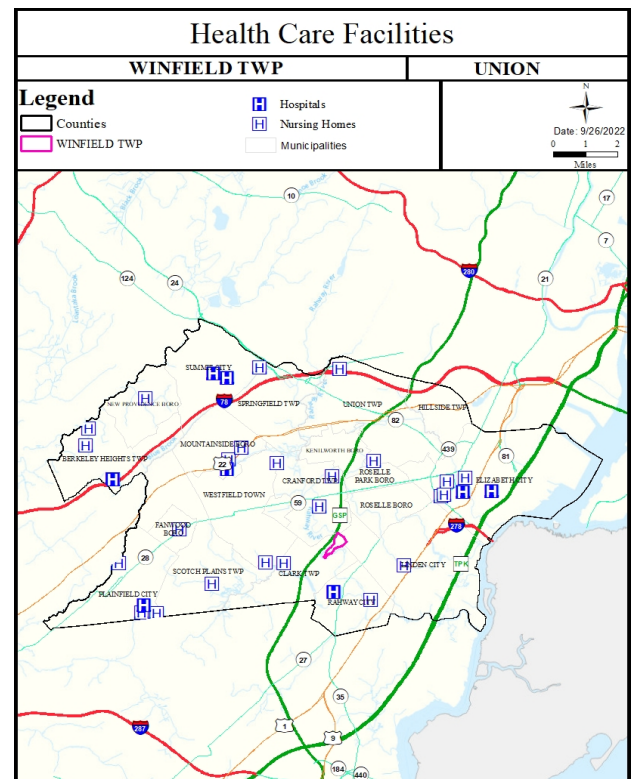 Health Care Facilities
WINFIELD TWP
UNION
Legend
Counties
WINFIELD TWP
H Hospitals
H Nursing Homes
Municipalities
N
Date: 9/26/2022
0 1 2
Miles
10
17
7
280
21
124
24
SUMMIT CITY
78
SPRINGFIELD TWP
UNION TWP
HILLSIDE TWP
NEW PROVIDENCE BORO
82
439
81
MOUNTAINSIDE BORO
KENILWORTH BORO
BERKELEY HEIGHTS TWP
22
CRANFORD TWP
ROSELLE
PARK BORO
ELIZABETH CITY
WESTFIELD TOWN
59
ROSELLE BORO
GSP
278
FANWOOD
BORO
28
SCOTCH PLAINS TWP
CLARK TWP
LINDEN CITY
TPK
PLAINFIELD CITY
RAHWAY CITY
27
35
287
1
9
184
440